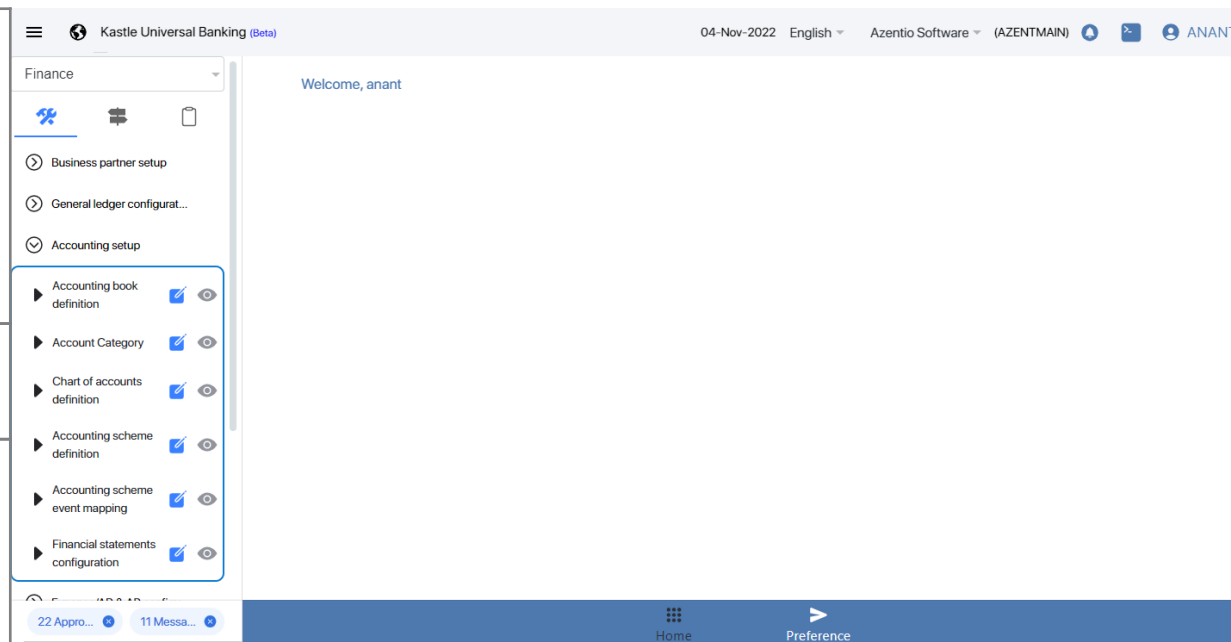 Kastle Universal Banking (Beta)
04-Nov-2022 English Azentio Software (AZENTMAIN) ANANT
Finance
Welcome, anant
Business partner setup
General ledger configurat...
Accounting setup
Accounting book
definition
Account Category
Chart of accounts
definition
Accounting scheme
definition
Accounting scheme
event mapping
Financial statements
configuration
22 Appro... 11 Messa...
Home Preference